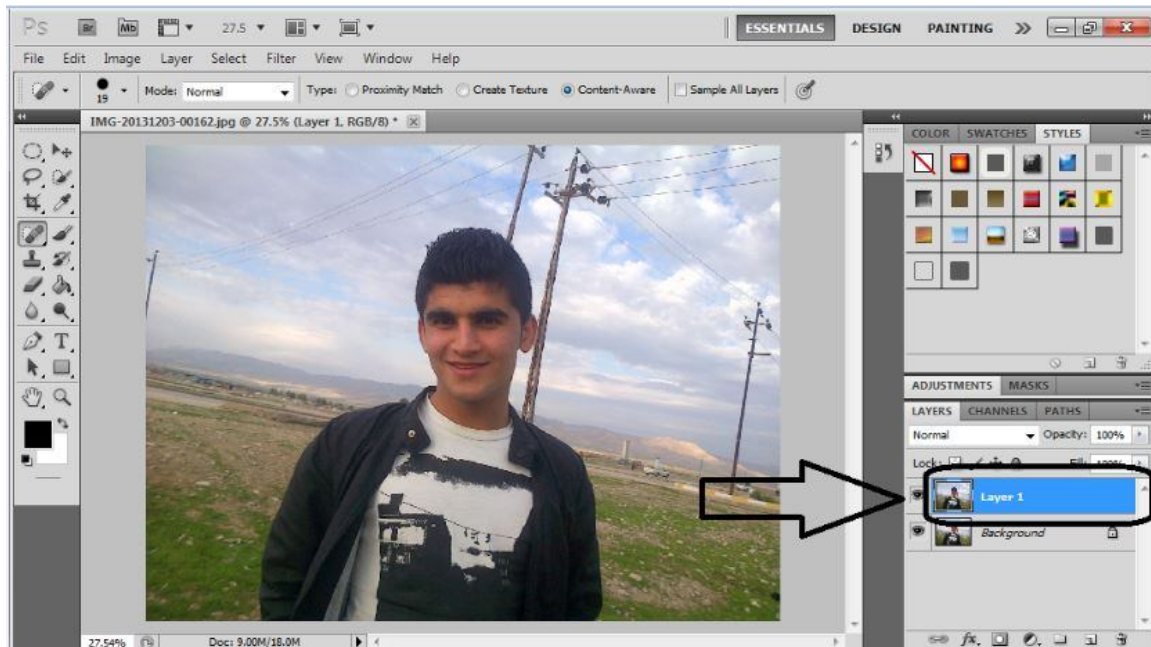 Ps Br Mb 27.5 ESSENTIALS DESIGN PAINTING
File Edit Image Layer Select Filter View Window Help
19 Mode: Normal Type: Proximity Match Create Texture Content-Aware Sample All Layers
IMG-20131203-00162.jpg @ 27.5% (Layer 1, RGB/8) *
COLOR SWATCHES STYLES
ADJUSTMENTS MASKS
LAYERS CHANNELS PATHS
Normal Opacity: 100%
Lock: Fill: 100%
Layer 1
Background
27.54% Doc: 9.00M/18.0M